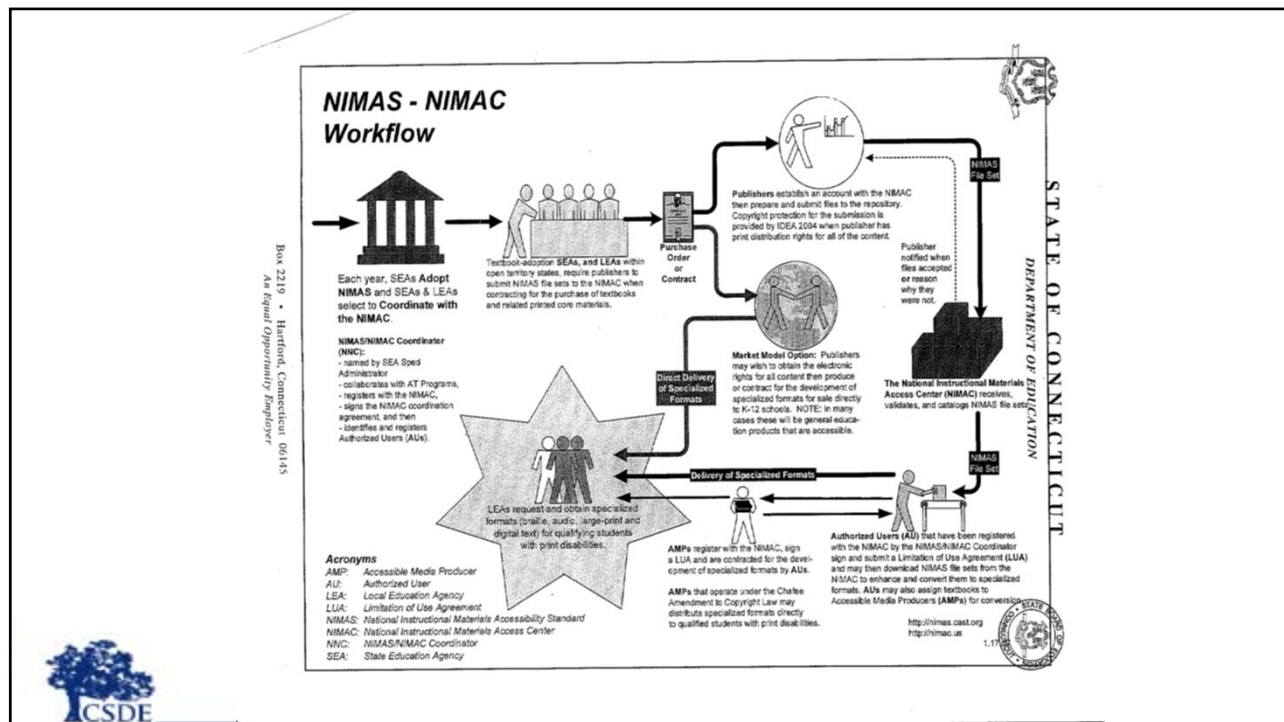 NIMAS - NIMAC
Workflow
Each year, SEAs Adopt
NIMAS and SEAs & LEAs
select to Coordinate with
the NIMAC.
NIMAS/NIMAC Coordinator
(NNC):
- named by SEA Sped
Administrator
- collaborates with AT Programs,
- registers with the NIMAC,
- signs the NIMAC coordination
agreement, and then
- identifies and registers
Authorized Users (AUs).
Textbook-adoption SEAs, and LEAs within
open territory states, require publishers to
submit NIMAS file sets to the NIMAC when
contracting for the purchase of textbooks
and related printed core materials.
Purchase
Order
or
Contract
Publishers establish an account with the NIMAC
then prepare and submit files to the repository.
Copyright protection for the submission is
provided by IDEA 2004 when publisher has
print distribution rights for all of the content.
NIMAS
File Set
Publisher
notified when
files accepted
or reason
why they
were not.
Market Model Option: Publishers
may wish to obtain the electronic
rights for all content then produce
or contract for the development of
specialized formats for sale directly
to K-12 schools. NOTE: In many
cases these will be general educa-
tion products that are accessible.
Direct Delivery
of Specialized
Formats
The National Instructional Materials
Access Center (NIMAC) receives,
validates, and catalogs NIMAS file sets
NIMAS
File Set
Delivery of Specialized Formats
LEAs request and obtain specialized
formats (braille, audio, large-print and
digital text) for qualifying students
with print disabilities.
AMPs register with the NIMAC, sign
a LUA and are contracted for the devel-
opment of specialized formats by AUs.
AMPs that operate under the Chafee
Amendment to Copyright Law may
distribute specialized formats directly
to qualified students with print disabilities.
Authorized Users (AU) that have been registered
with the NIMAC by the NIMAS/NIMAC Coordinator
sign and submit a Limitation of Use Agreement (LUA)
and may then download NIMAS file sets from the
NIMAC to enhance and convert them to specialized
formats. AUs may also assign textbooks to
Accessible Media Producers (AMPs) for conversion
http://nimas.cast.org
http://nimac.us
Acronyms
AMP: Accessible Media Producer
AU: Authorized User
LEA: Local Education Agency
LUA: Limitation of Use Agreement
NIMAS: National Instructional Materials Accessibility Standard
NIMAC: National Instructional Materials Access Center
NNC: NIMAS/NIMAC Coordinator
SEA: State Education Agency
Box 2219 • Hartford, Connecticut 06145
An Equal Opportunity Employer
STATE OF CONNECTICUT
DEPARTMENT OF EDUCATION
CSDE